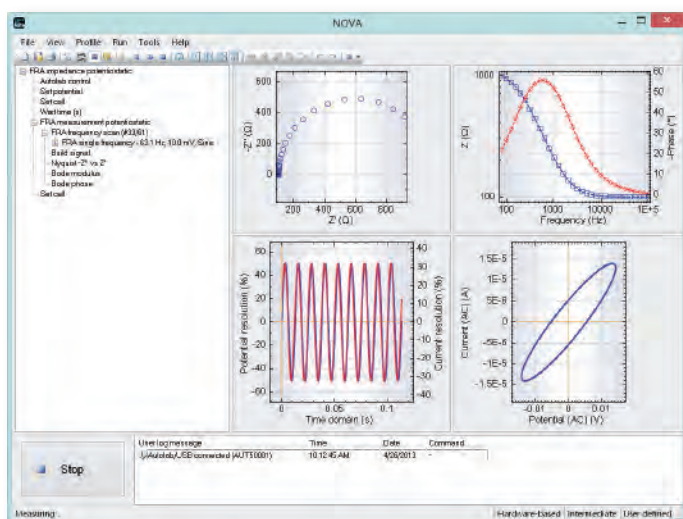 NOVA
File View Profile Run Tools Help
FRA impedance potentiostatic
Autolab control
Set potential
Set cell
Wait time (s)
FRA measurement potentiostatic
FRA frequency scan (#33/61)
FRA single frequency - 63.1 Hz, 10.0 mV, Sine
Build signal
Nyquist -Z" vs Z'
Bode modulus
Bode phase
Set cell
600
400
200
0
-Z'' (Ω)
200 400 600 800
Z' (Ω)
1000
100
Z (Ω)
60
50
40
30
20
10
0
-Phase (°)
100 1000 10000 1E+5
Frequency (Hz)
60
40
20
0
-20
-40
-60
Potential resolution (%)
40
30
20
10
0
-10
-20
-30
-40
Current resolution (%)
0 0.05 0.1
Time domain (s)
1.5E-5
1E-5
5E-6
0
-5E-6
-1E-5
-1.5E-5
Current (AC) (A)
-0.01 0 0.01
Potential (AC) (V)
Stop
User log message Time Date Command
Autolab/USB connected (AUT50001) 10:12:45 AM 4/26/2013 -
Measuring...
Hardware-based Intermediate User defined